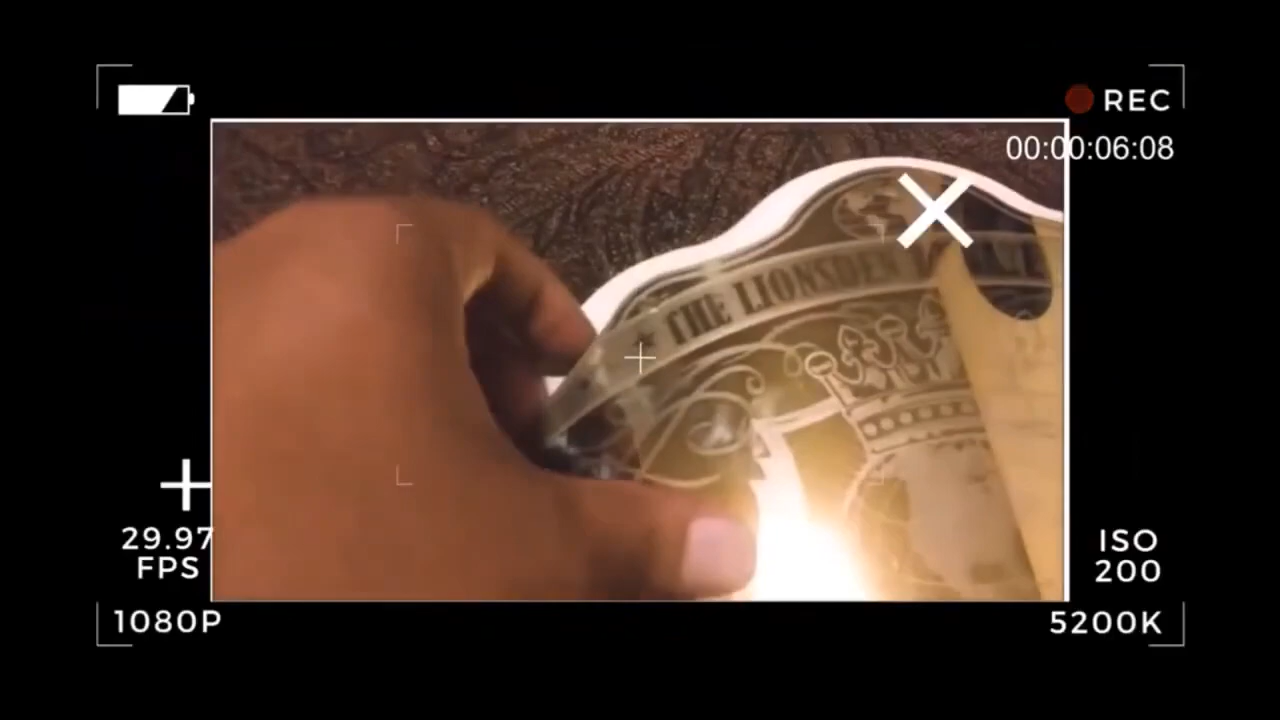 REC
00:00:06:08
THE LIONSDEN
29.97
FPS
ISO
200
1080P
5200K